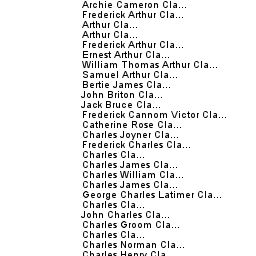 Archie Cameron Cla...
Frederick Arthur Cla...
Arthur Cla...
Arthur Cla...
Frederick Arthur Cla...
Ernest Arthur Cla...
William Thomas Arthur Cla...
Samuel Arthur Cla...
Bertie James Cla...
John Briton Cla...
Jack Bruce Cla...
Frederick Cannom Victor Cla...
Catherine Rose Cla...
Charles Joyner Cla...
Frederick Charles Cla...
Charles Cla...
Charles James Cla...
Charles William Cla...
Charles James Cla...
George Charles Latimer Cla...
Charles Cla...
John Charles Cla...
Charles Groom Cla...
Charles Cla...
Charles Norman Cla...
Charles Henry Cla...